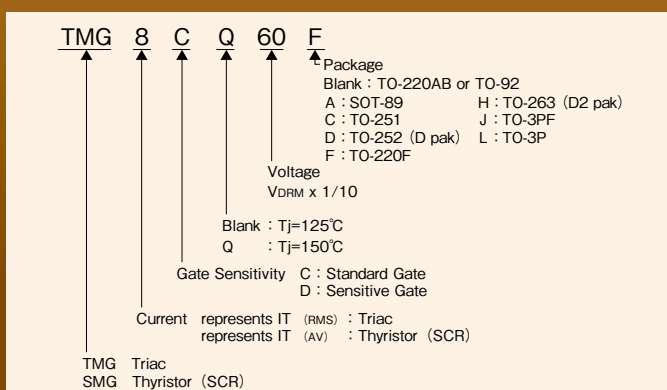 TMG 8 C Q 60 F
Package
Blank：TO-220AB or TO-92
A：SOT-89 H：TO-263（D2 pak）
C：TO-251 J：TO-3PF
D：TO-252（D pak） L：TO-3P
F：TO-220F
Voltage
VDRM x 1/10
Blank：Tj=125℃
Q ：Tj=150℃
Gate Sensitivity C：Standard Gate
D：Sensitive Gate
Current represents IT（RMS）：Triac
represents IT（AV）：Thyristor（SCR）
TMG Triac
SMG Thyristor（SCR）